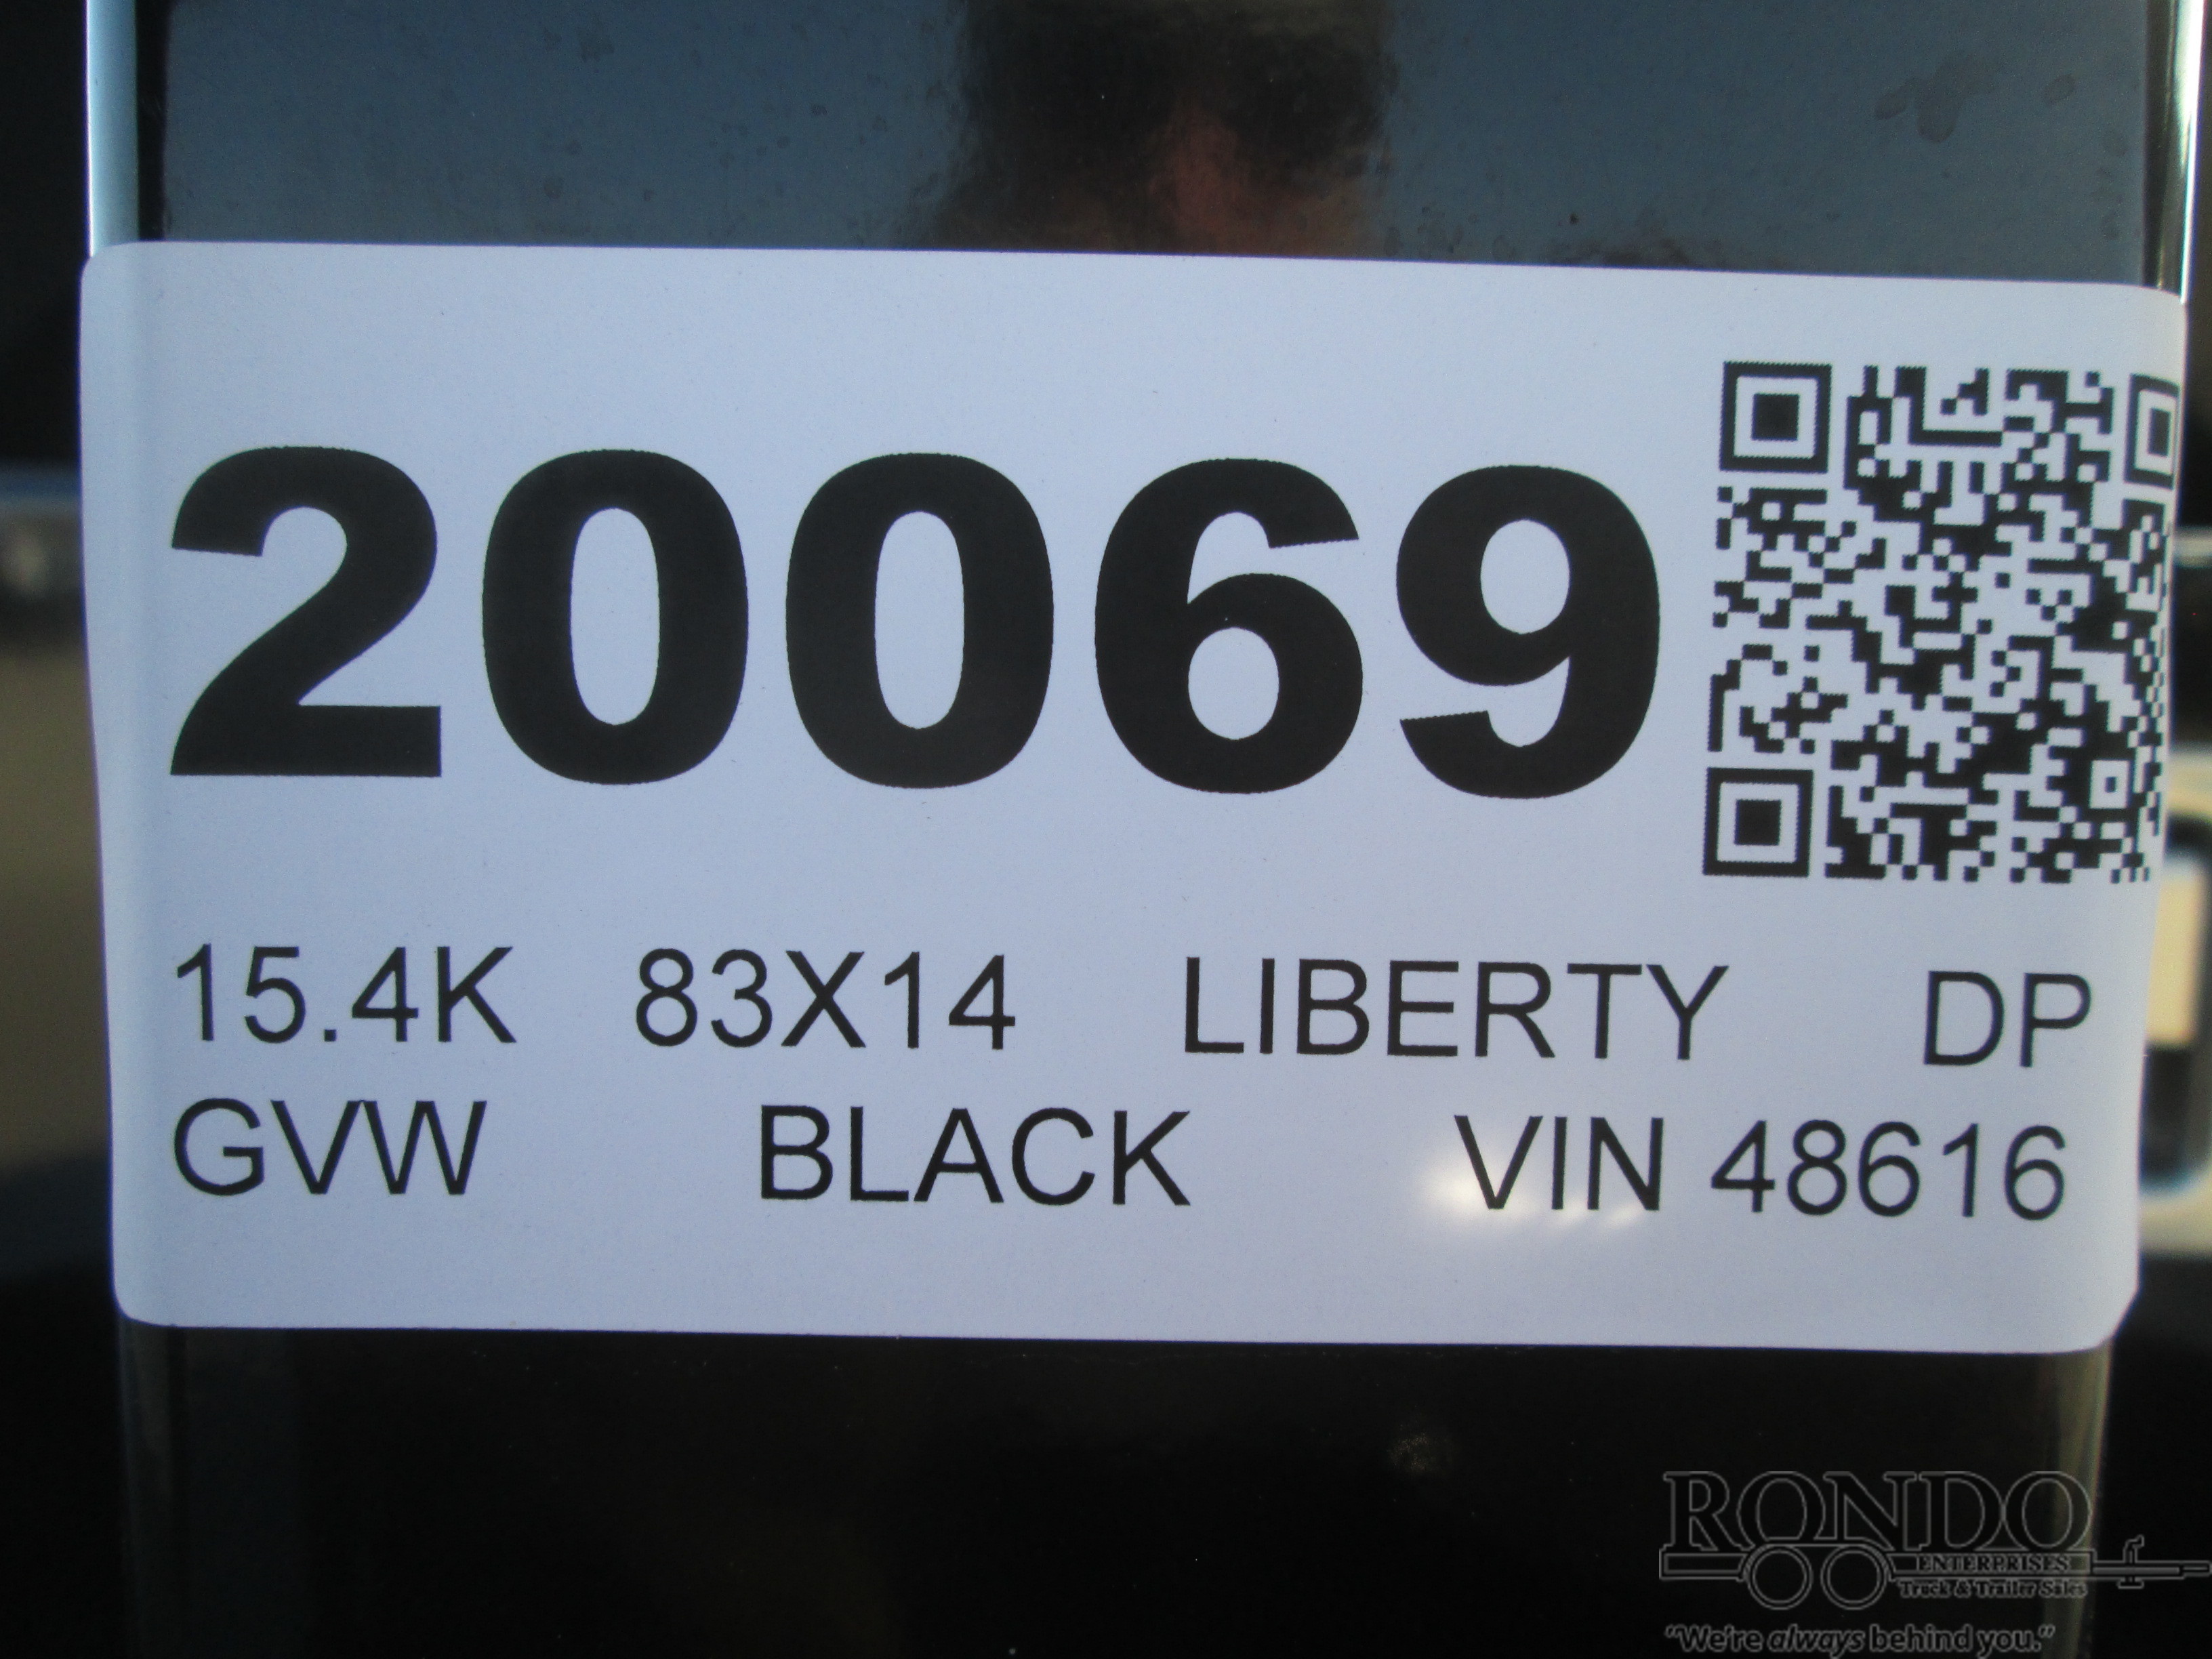 20069
15.4K 83X14 LIBERTY DP
GVW BLACK VIN 48616
RONDO
ENTERPRISES
Truck & Trailer Sales
"We're always behind you."